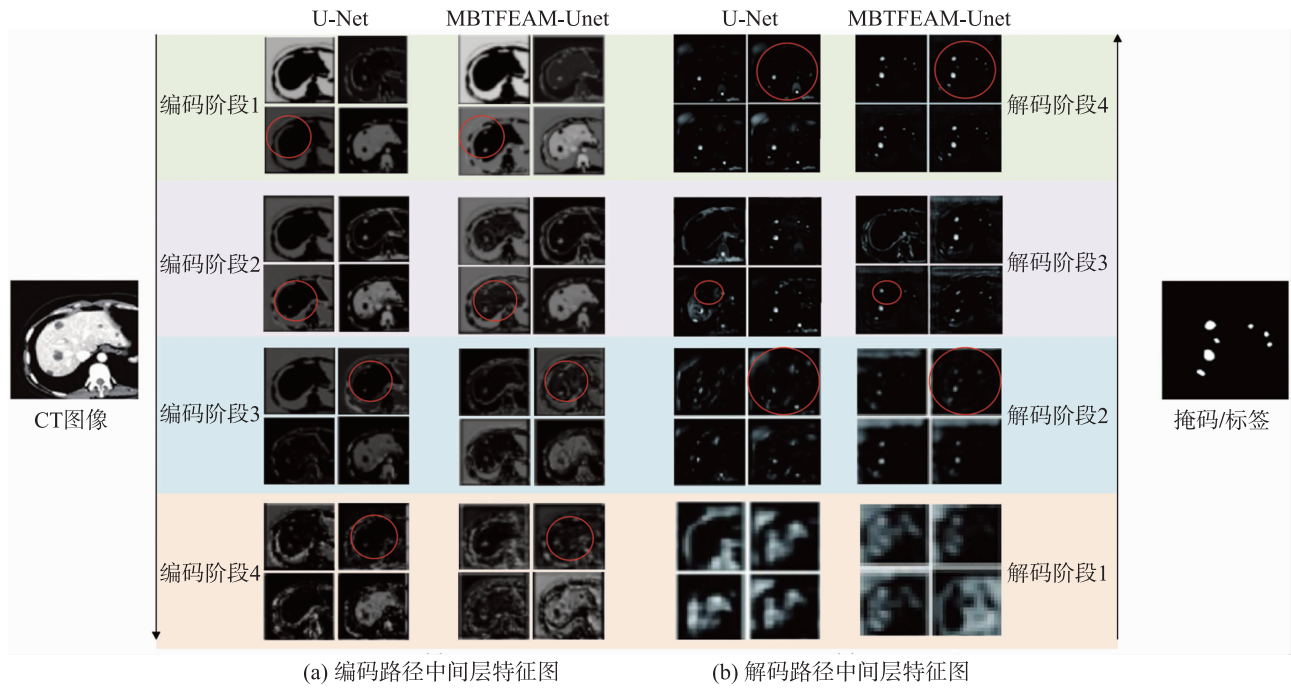 U-Net MBTFEAM-Unet U-Net MBTFEAM-Unet
编码阶段1 解码阶段4
编码阶段2 解码阶段3
CT图像 编码阶段3 解码阶段2 掩码/标签
编码阶段4 解码阶段1
(a) 编码路径中间层特征图 (b) 解码路径中间层特征图